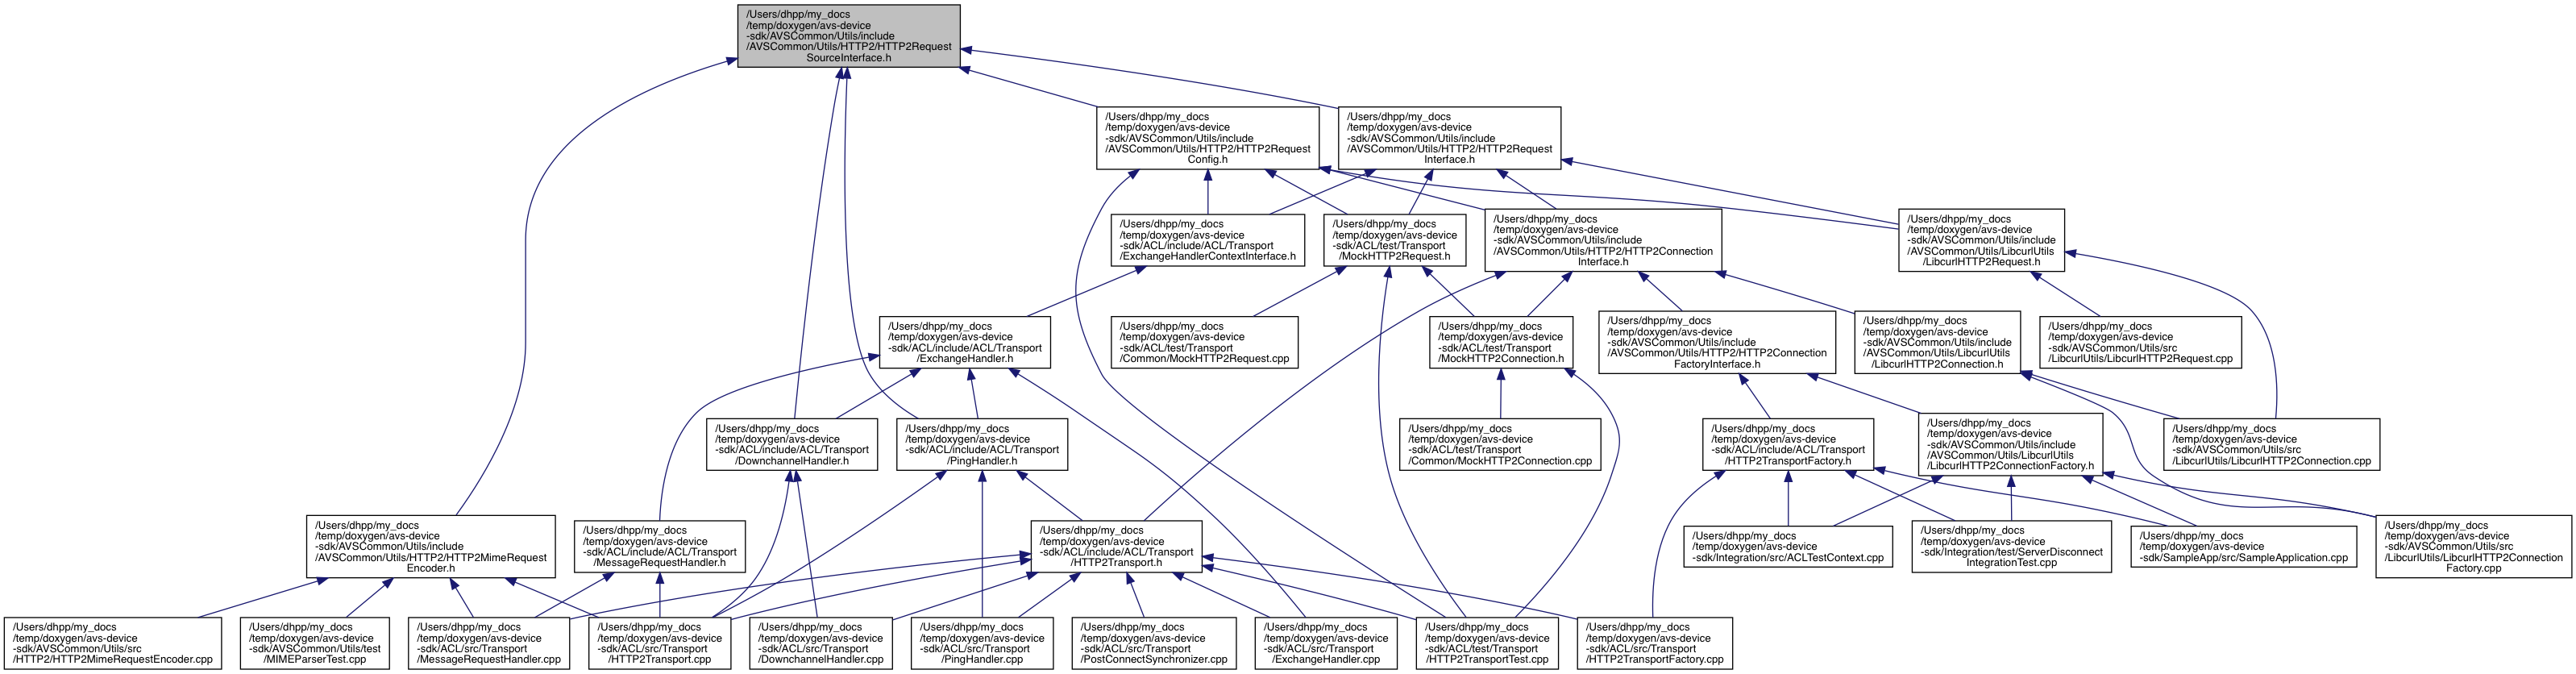 /Users/dhpp/my_docs
/temp/doxygen/avs-device
-sdk/AVSCommon/Utils/include
/AVSCommon/Utils/HTTP2/HTTP2Request
SourceInterface.h
/Users/dhpp/my_docs
/temp/doxygen/avs-device
-sdk/AVSCommon/Utils/include
/AVSCommon/Utils/HTTP2/HTTP2Request
Config.h
/Users/dhpp/my_docs
/temp/doxygen/avs-device
-sdk/AVSCommon/Utils/include
/AVSCommon/Utils/HTTP2/HTTP2Request
Interface.h
/Users/dhpp/my_docs
/temp/doxygen/avs-device
-sdk/ACL/include/ACL/Transport
/ExchangeHandlerContextInterface.h
/Users/dhpp/my_docs
/temp/doxygen/avs-device
-sdk/ACL/test/Transport
/MockHTTP2Request.h
/Users/dhpp/my_docs
/temp/doxygen/avs-device
-sdk/AVSCommon/Utils/include
/AVSCommon/Utils/HTTP2/HTTP2Connection
Interface.h
/Users/dhpp/my_docs
/temp/doxygen/avs-device
-sdk/AVSCommon/Utils/include
/AVSCommon/Utils/LibcurlUtils
/LibcurlHTTP2Request.h
/Users/dhpp/my_docs
/temp/doxygen/avs-device
-sdk/ACL/include/ACL/Transport
/ExchangeHandler.h
/Users/dhpp/my_docs
/temp/doxygen/avs-device
-sdk/ACL/test/Transport
/Common/MockHTTP2Request.cpp
/Users/dhpp/my_docs
/temp/doxygen/avs-device
-sdk/ACL/test/Transport
/MockHTTP2Connection.h
/Users/dhpp/my_docs
/temp/doxygen/avs-device
-sdk/AVSCommon/Utils/include
/AVSCommon/Utils/HTTP2/HTTP2Connection
FactoryInterface.h
/Users/dhpp/my_docs
/temp/doxygen/avs-device
-sdk/AVSCommon/Utils/include
/AVSCommon/Utils/LibcurlUtils
/LibcurlHTTP2Connection.h
/Users/dhpp/my_docs
/temp/doxygen/avs-device
-sdk/AVSCommon/Utils/src
/LibcurlUtils/LibcurlHTTP2Request.cpp
/Users/dhpp/my_docs
/temp/doxygen/avs-device
-sdk/ACL/include/ACL/Transport
/DownchannelHandler.h
/Users/dhpp/my_docs
/temp/doxygen/avs-device
-sdk/ACL/include/ACL/Transport
/PingHandler.h
/Users/dhpp/my_docs
/temp/doxygen/avs-device
-sdk/ACL/test/Transport
/Common/MockHTTP2Connection.cpp
/Users/dhpp/my_docs
/temp/doxygen/avs-device
-sdk/ACL/include/ACL/Transport
/HTTP2TransportFactory.h
/Users/dhpp/my_docs
/temp/doxygen/avs-device
-sdk/AVSCommon/Utils/include
/AVSCommon/Utils/LibcurlUtils
/LibcurlHTTP2ConnectionFactory.h
/Users/dhpp/my_docs
/temp/doxygen/avs-device
-sdk/AVSCommon/Utils/src
/LibcurlUtils/LibcurlHTTP2Connection.cpp
/Users/dhpp/my_docs
/temp/doxygen/avs-device
-sdk/AVSCommon/Utils/include
/AVSCommon/Utils/HTTP2/HTTP2MimeRequest
Encoder.h
/Users/dhpp/my_docs
/temp/doxygen/avs-device
-sdk/ACL/include/ACL/Transport
/MessageRequestHandler.h
/Users/dhpp/my_docs
/temp/doxygen/avs-device
-sdk/ACL/include/ACL/Transport
/HTTP2Transport.h
/Users/dhpp/my_docs
/temp/doxygen/avs-device
-sdk/Integration/src/ACLTestContext.cpp
/Users/dhpp/my_docs
/temp/doxygen/avs-device
-sdk/Integration/test/ServerDisconnect
IntegrationTest.cpp
/Users/dhpp/my_docs
/temp/doxygen/avs-device
-sdk/SampleApp/src/SampleApplication.cpp
/Users/dhpp/my_docs
/temp/doxygen/avs-device
-sdk/AVSCommon/Utils/src
/LibcurlUtils/LibcurlHTTP2Connection
Factory.cpp
/Users/dhpp/my_docs
/temp/doxygen/avs-device
-sdk/AVSCommon/Utils/src
/HTTP2/HTTP2MimeRequestEncoder.cpp
/Users/dhpp/my_docs
/temp/doxygen/avs-device
-sdk/AVSCommon/Utils/test
/MIMEParserTest.cpp
/Users/dhpp/my_docs
/temp/doxygen/avs-device
-sdk/ACL/src/Transport
/MessageRequestHandler.cpp
/Users/dhpp/my_docs
/temp/doxygen/avs-device
-sdk/ACL/src/Transport
/HTTP2Transport.cpp
/Users/dhpp/my_docs
/temp/doxygen/avs-device
-sdk/ACL/src/Transport
/DownchannelHandler.cpp
/Users/dhpp/my_docs
/temp/doxygen/avs-device
-sdk/ACL/src/Transport
/PingHandler.cpp
/Users/dhpp/my_docs
/temp/doxygen/avs-device
-sdk/ACL/src/Transport
/PostConnectSynchronizer.cpp
/Users/dhpp/my_docs
/temp/doxygen/avs-device
-sdk/ACL/src/Transport
/ExchangeHandler.cpp
/Users/dhpp/my_docs
/temp/doxygen/avs-device
-sdk/ACL/test/Transport
/HTTP2TransportTest.cpp
/Users/dhpp/my_docs
/temp/doxygen/avs-device
-sdk/ACL/src/Transport
/HTTP2TransportFactory.cpp